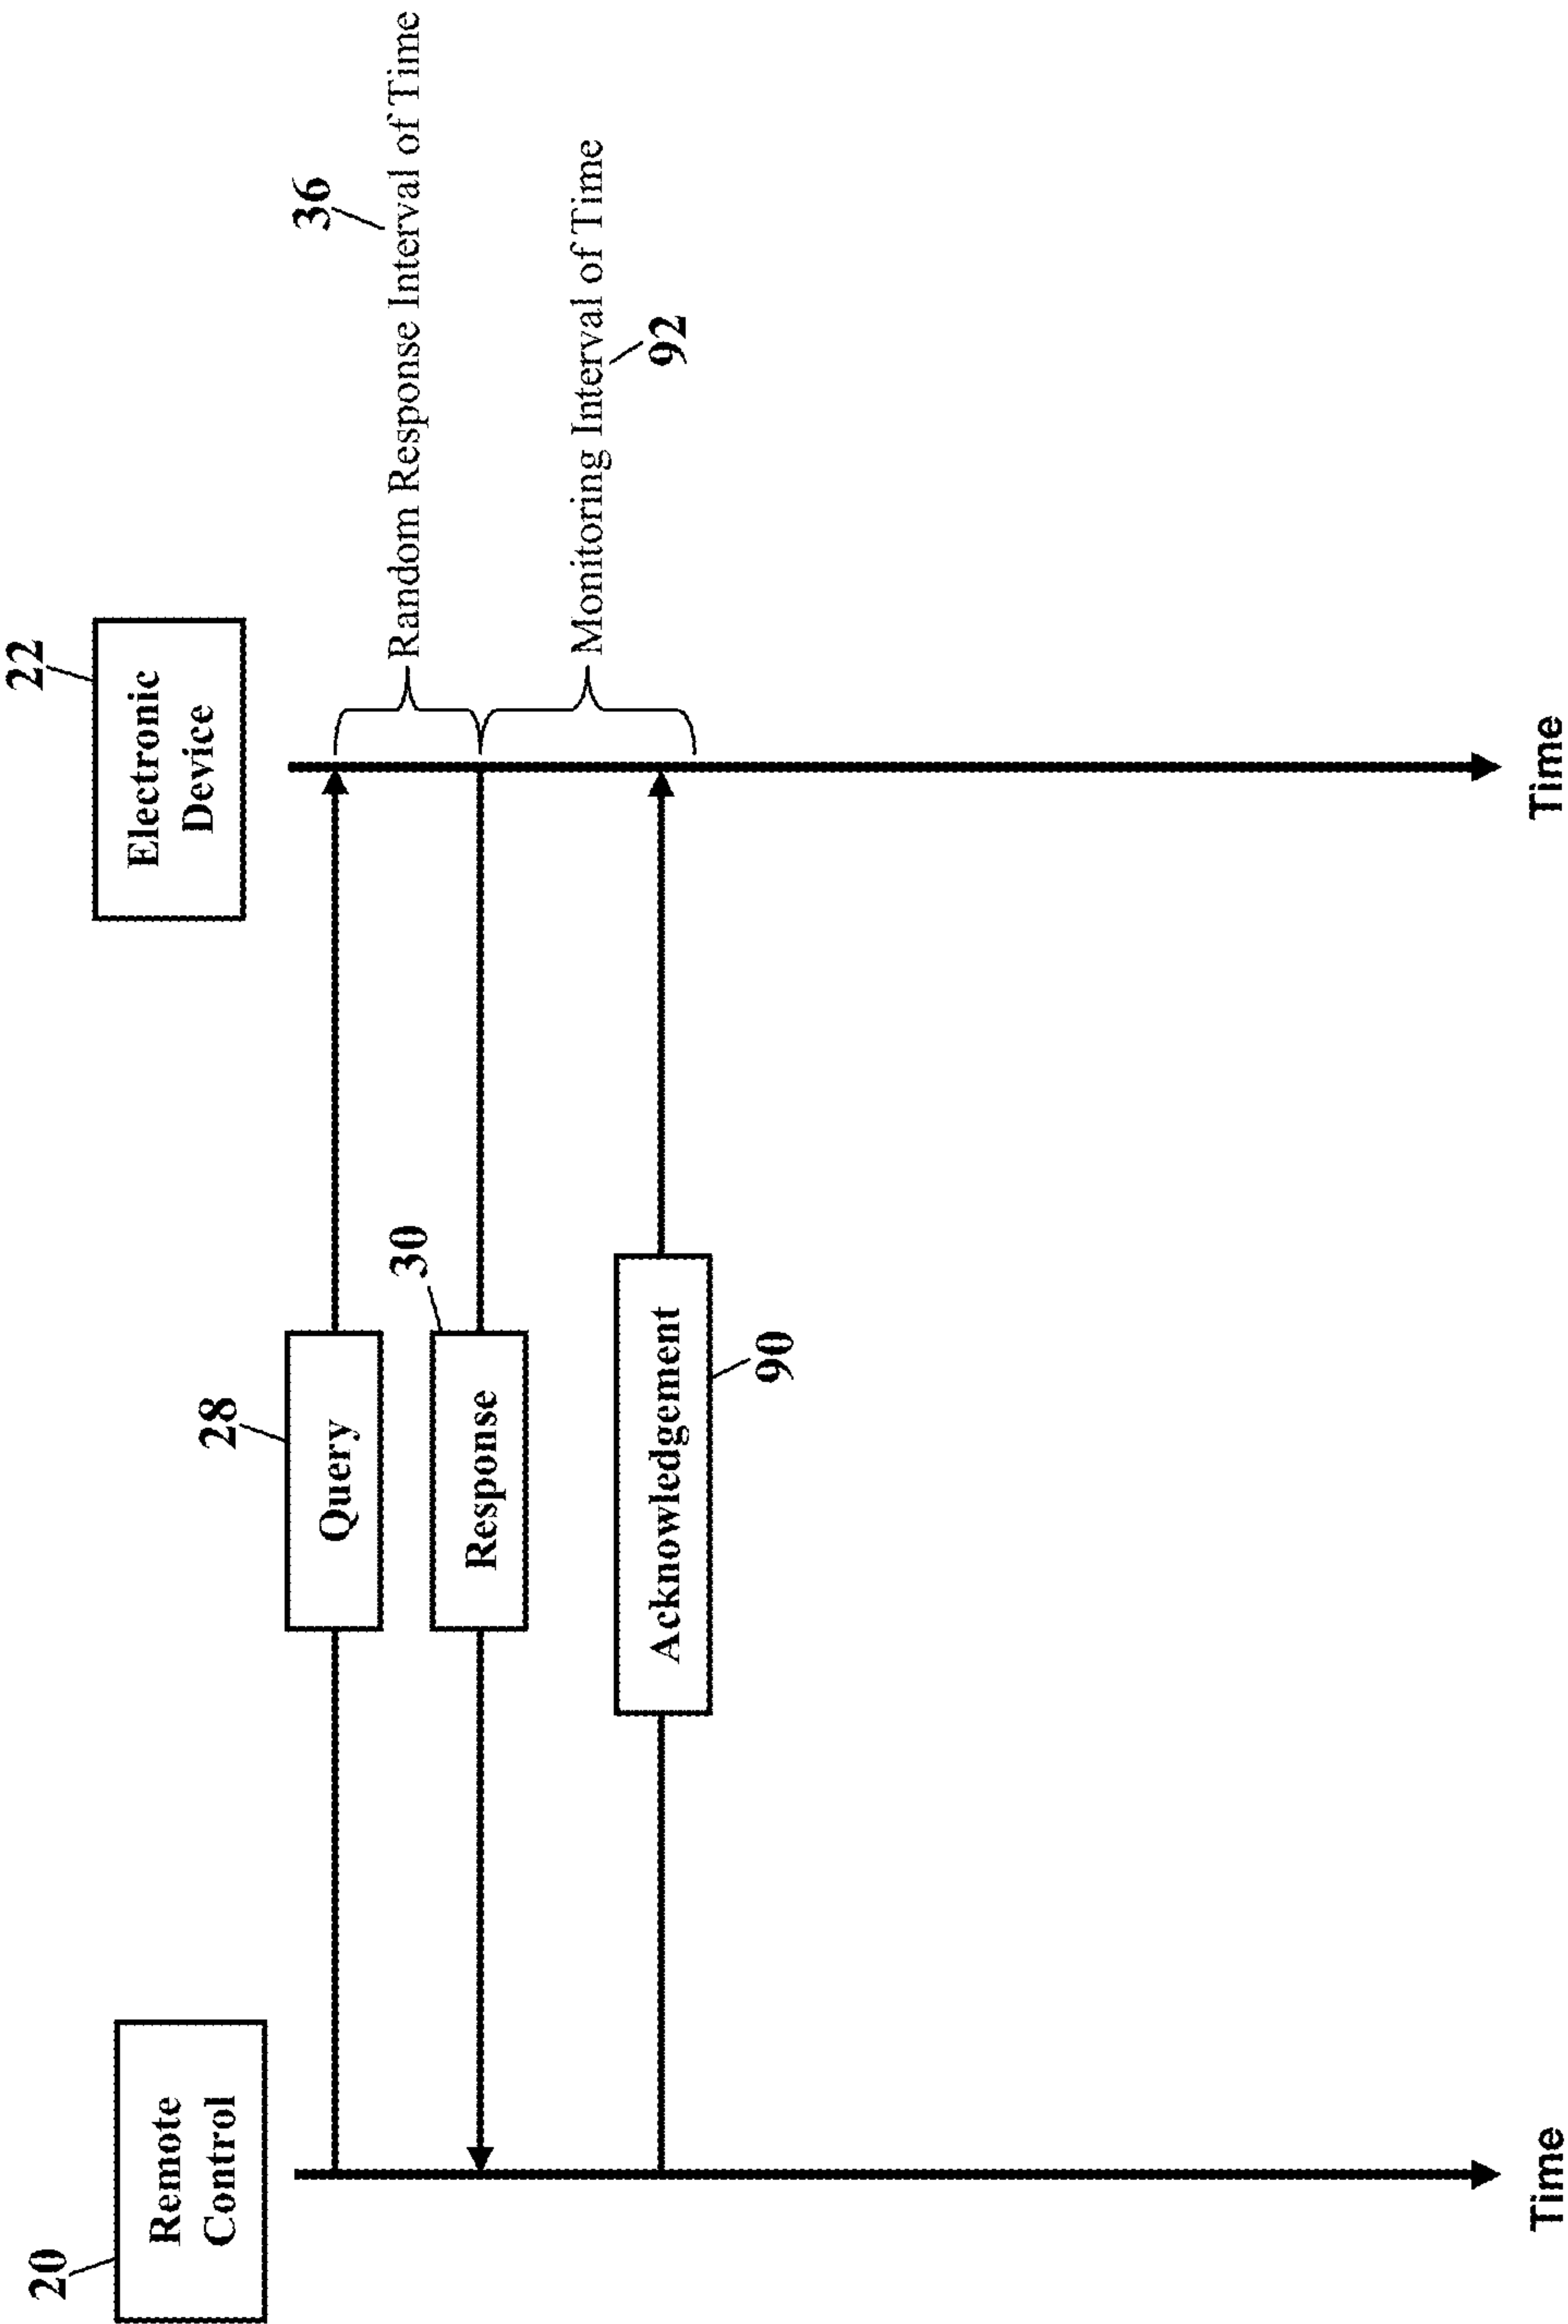 20
Remote
Control
22
Electronic
Device
28
Query
36
Random Response Interval of Time
30
Response
Monitoring Interval of Time
92
Acknowledgement
90
Time
Time